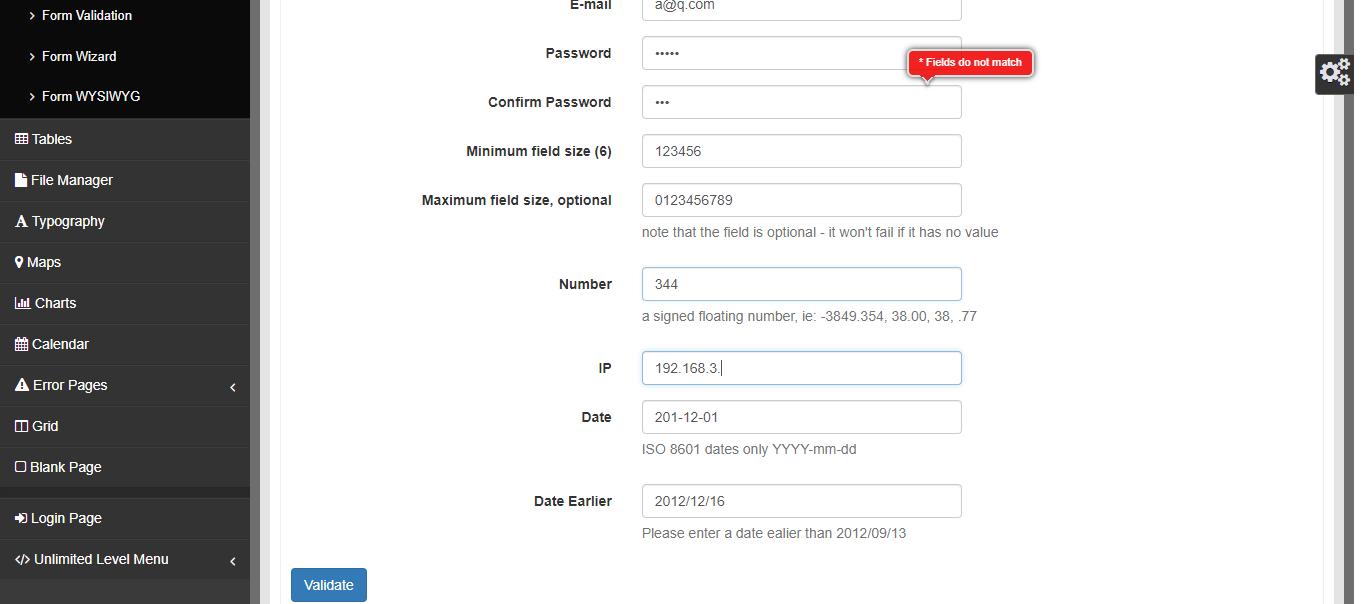 Form Validation
Form Wizard
Form WYSIWYG
Tables
File Manager
Typography
Maps
Charts
Calendar
Error Pages
Grid
Blank Page
Login Page
Unlimited Level Menu
E-mail
a@q.com
Password
•••••
* Fields do not match
Confirm Password
•••
Minimum field size (6)
123456
Maximum field size, optional
0123456789
note that the field is optional - it won't fail if it has no value
Number
344
a signed floating number, ie: -3849.354, 38.00, 38, .77
IP
192.168.3.
Date
201-12-01
ISO 8601 dates only YYYY-mm-dd
Date Earlier
2012/12/16
Please enter a date ealier than 2012/09/13
Validate